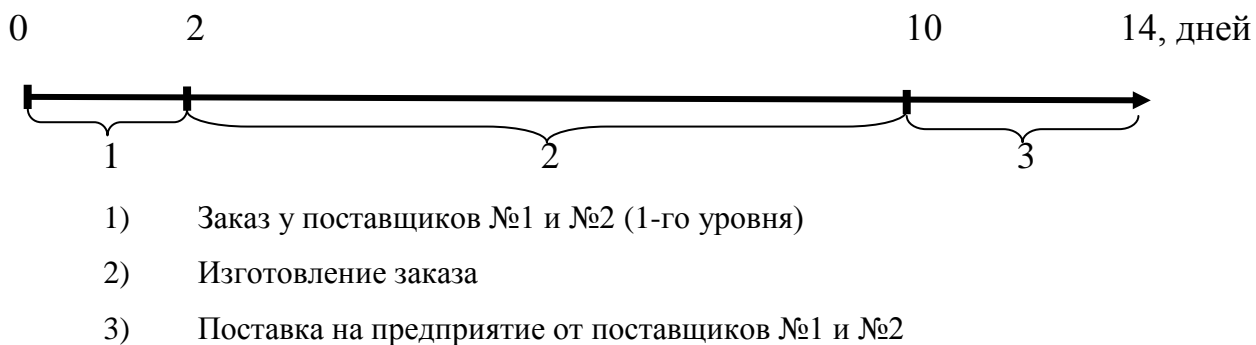 0 2 10 14, дней
1 2 3
1) Заказ у поставщиков №1 и №2 (1-го уровня)
2) Изготовление заказа
3) Поставка на предприятие от поставщиков №1 и №2